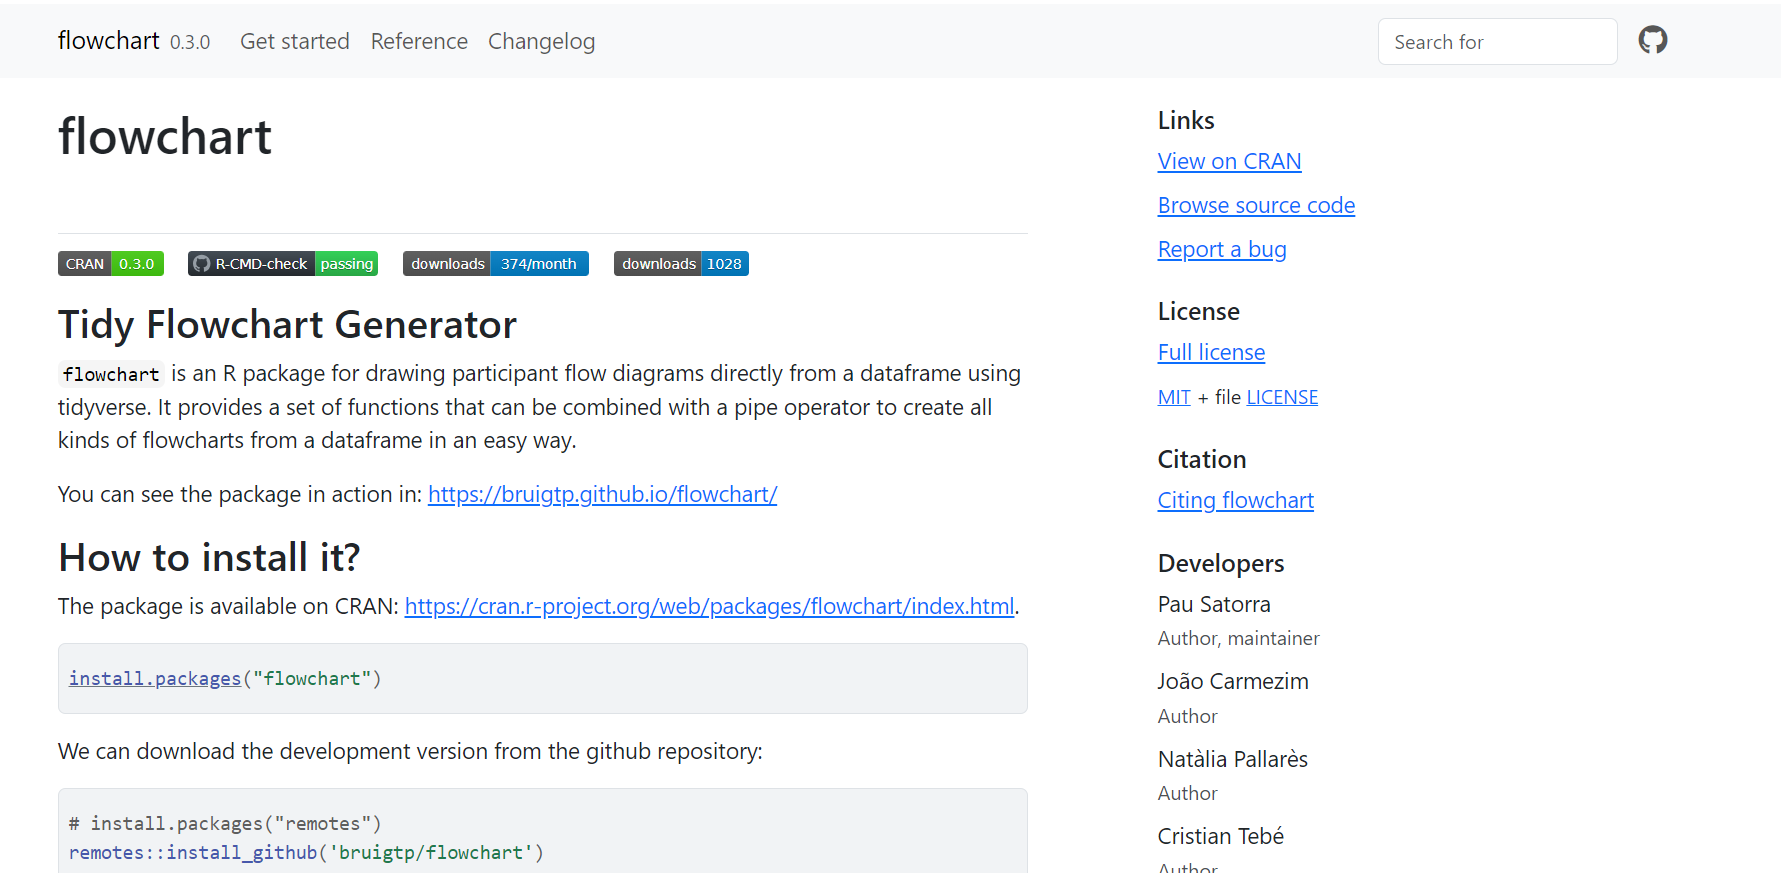 flowchart 0.3.0 Get started Reference Changelog Search for
flowchart
CRAN 0.3.0 R-CMD-check passing downloads 374/month downloads 1028
Tidy Flowchart Generator
flowchart is an R package for drawing participant flow diagrams directly from a dataframe using
tidyverse. It provides a set of functions that can be combined with a pipe operator to create all
kinds of flowcharts from a dataframe in an easy way.
You can see the package in action in: https://bruigtp.github.io/flowchart/
How to install it?
The package is available on CRAN: https://cran.r-project.org/web/packages/flowchart/index.html.
install.packages("flowchart")
We can download the development version from the github repository:
# install.packages("remotes")
remotes::install_github('bruigtp/flowchart')
Links
View on CRAN
Browse source code
Report a bug
License
Full license
MIT + file LICENSE
Citation
Citing flowchart
Developers
Pau Satorra
Author, maintainer
João Carmezim
Author
Natàlia Pallarès
Author
Cristian Tebé
Author